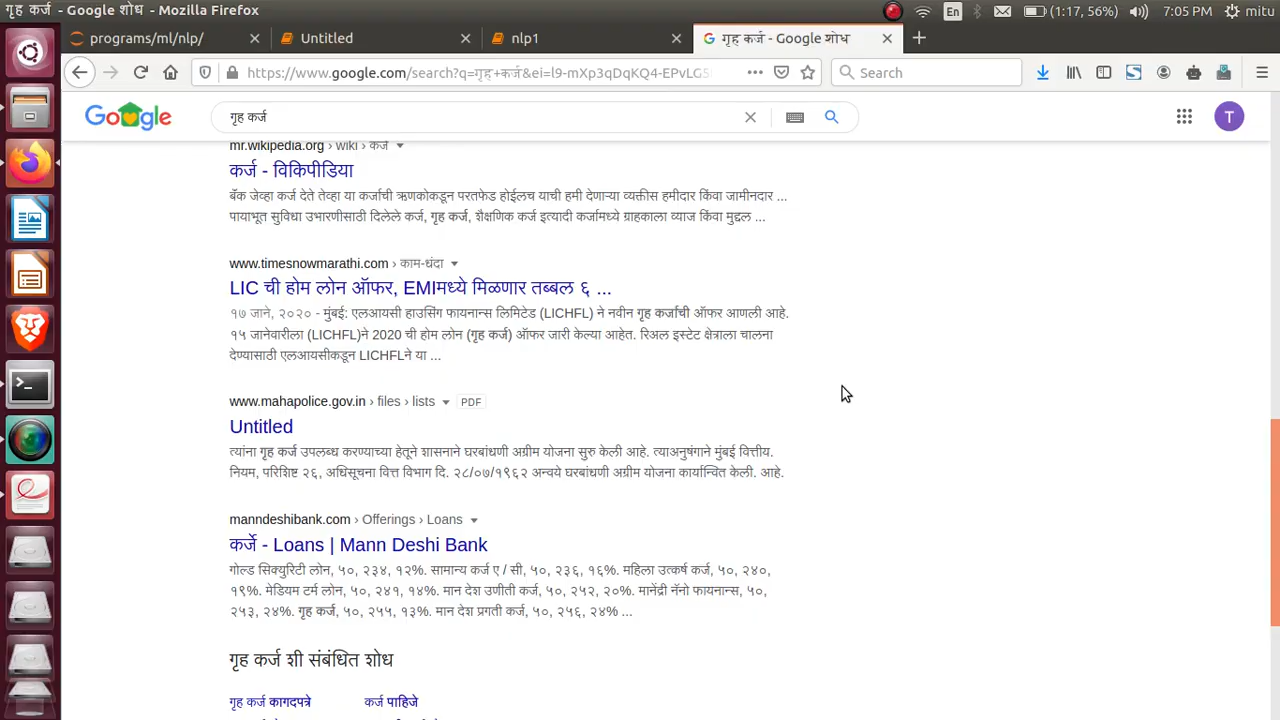 गृह कर्ज - Google शोध - Mozilla Firefox
En
(1:17, 56%)
7:05 PM
mitu
programs/ml/nlp/
Untitled
nlp1
गृह कर्ज - Google शोध
https://www.google.com/search?q=गृह+कर्ज&ei=l9-mXp3qDqKQ4-EPvLG5
Search
Google
गृह कर्ज
T
mr.wikipedia.org › wiki › कर्ज
कर्ज - विकिपीडिया
बॅंक जेव्हा कर्ज देते तेव्हा या कर्जाची ऋणकोकडून परतफड होईलच याची हमी देणाऱ्या व्यक्तीस हमीदार किंवा जामीनदार ...
पायाभूत सुविधा उभारणीसाठी दिलेले कर्ज, गृह कर्ज, शैक्षणिक कर्ज इत्यादी कर्जामध्ये ग्राहकाला व्याज किंवा मुद्दल ...
www.timesnowmarathi.com › काम-धंदा
LIC ची होम लोन ऑफर, EMIमध्ये मिळणार तब्बल ६ ...
१७ जाने, २०२० - मुंबई: एलआयसी हाउसिंग फायनान्स लिमिटेड (LICHFL) ने नवीन गृह कर्जाची ऑफर आणली आहे.
१५ जानेवारीला (LICHFL)ने 2020 ची होम लोन (गृह कर्ज) ऑफर जारी केल्या आहेत. रिअल इस्टेट क्षेत्राला चालना
देण्यासाठी एलआयसीकडून LICHFLने या ...
www.mahapolice.gov.in › files › lists PDF
Untitled
त्यांना गृह कर्ज उपलब्ध करण्याच्या हेतूने शासनाने घरबांधणी अग्रीम योजना सुरु केली आहे. त्याअनुषंगाने मुंबई वित्तीय.
नियम, परिशिष्ट २६, अधिसूचना वित्त विभाग दि. २८/०७/१९६२ अन्वये घरबांधणी अग्रीम योजना कार्यान्वित केली. आहे.
manndeshibank.com › Offerings › Loans
कर्जे - Loans | Mann Deshi Bank
गोल्ड सिक्युरिटी लोन, ५०, २३४, १२%. सामान्य कर्ज ए / सी, ५०, २३६, १६%. महिला उत्कर्ष कर्ज, ५०, २४०,
१९%. मेडियम टर्म लोन, ५०, २४१, १४%. मान देश उणीती कर्ज, ५०, २५२, २०%. मानेंद्री नॅनो फायनान्स, ५०,
२५३, २४%. गृह कर्ज, ५०, २५५, १३%. मान देश प्रगती कर्ज, ५०, २५६, २४% ...
गृह कर्ज शी संबंधित शोध
गृह कर्ज कागदपत्रे
कर्ज पाहिजे